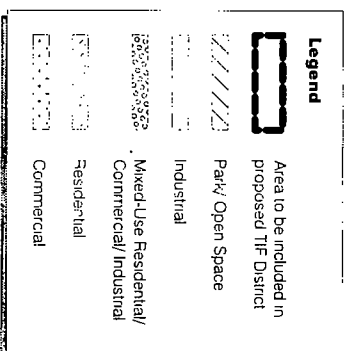 Legend
Area to be included in
proposed TIF District
Park/ Open Space
Industrial
Mixed-Use Residential/
Commercial/ Industrial
Residential
Commercial